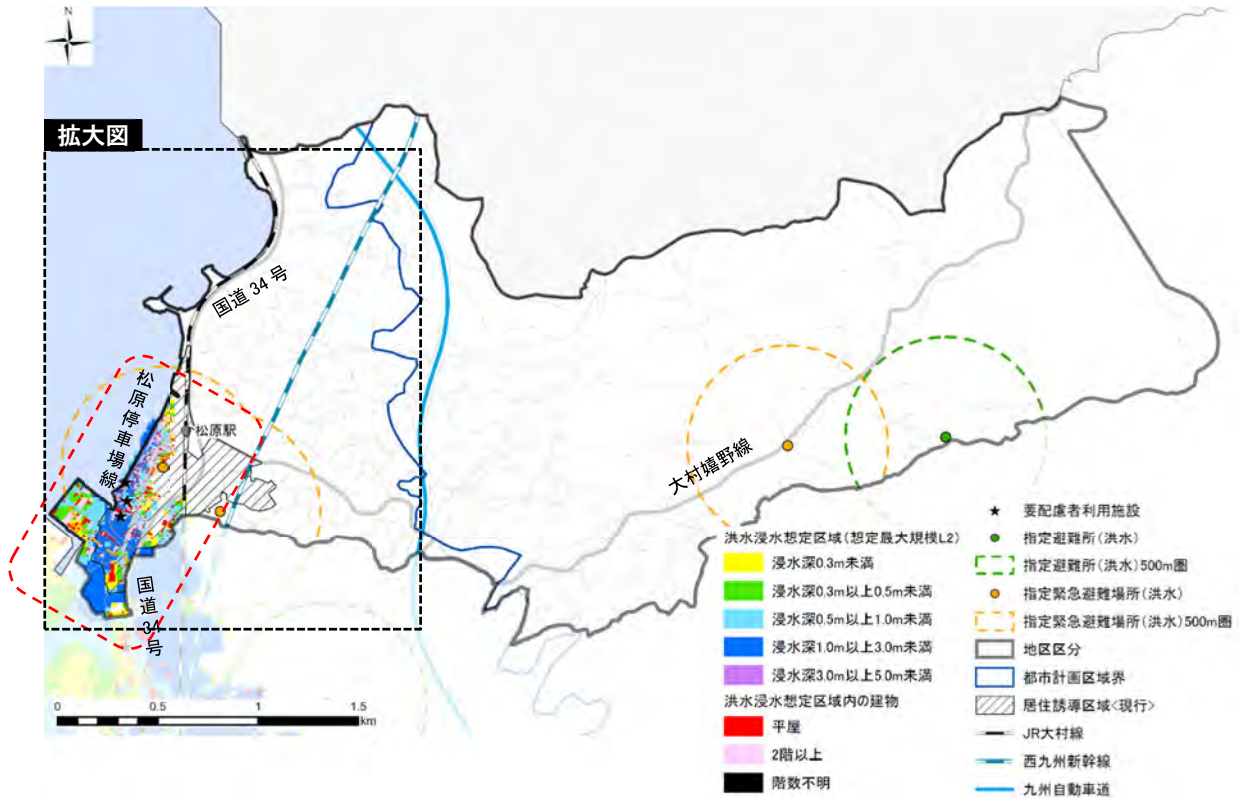 N
拡大図
国道 34 号
松原停車場線
松原駅
国道 34 号
大村嬉野線
0 0.5 1 1.5
km
洪水浸水想定区域(想定最大規模L2)
浸水深0.3m未満
浸水深0.3m以上0.5m未満
浸水深0.5m以上1.0m未満
浸水深1.0m以上3.0m未満
浸水深3.0m以上5.0m未満
洪水浸水想定区域内の建物
平屋
2階以上
階数不明
要配慮者利用施設
指定避難所(洪水)
指定避難所(洪水)500m圏
指定緊急避難場所(洪水)
指定緊急避難場所(洪水)500m圏
地区区分
都市計画区域界
居住誘導区域<現行>
JR大村線
西九州新幹線
九州自動車道